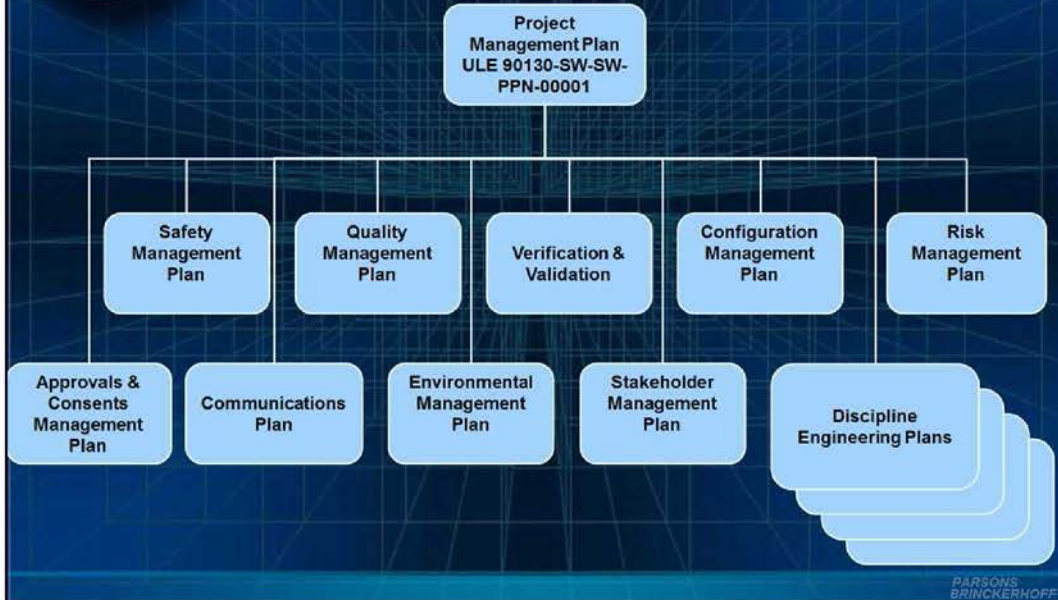 Project
Management Plan
ULE 90130-SW-SW-
PPN-00001
Safety
Management
Plan
Quality
Management
Plan
Verification &
Validation
Configuration
Management
Plan
Risk
Management
Plan
Approvals &
Consents
Management
Plan
Communications
Plan
Environmental
Management
Plan
Stakeholder
Management
Plan
Discipline
Engineering Plans
PARSONS
BRINCKERHOFF